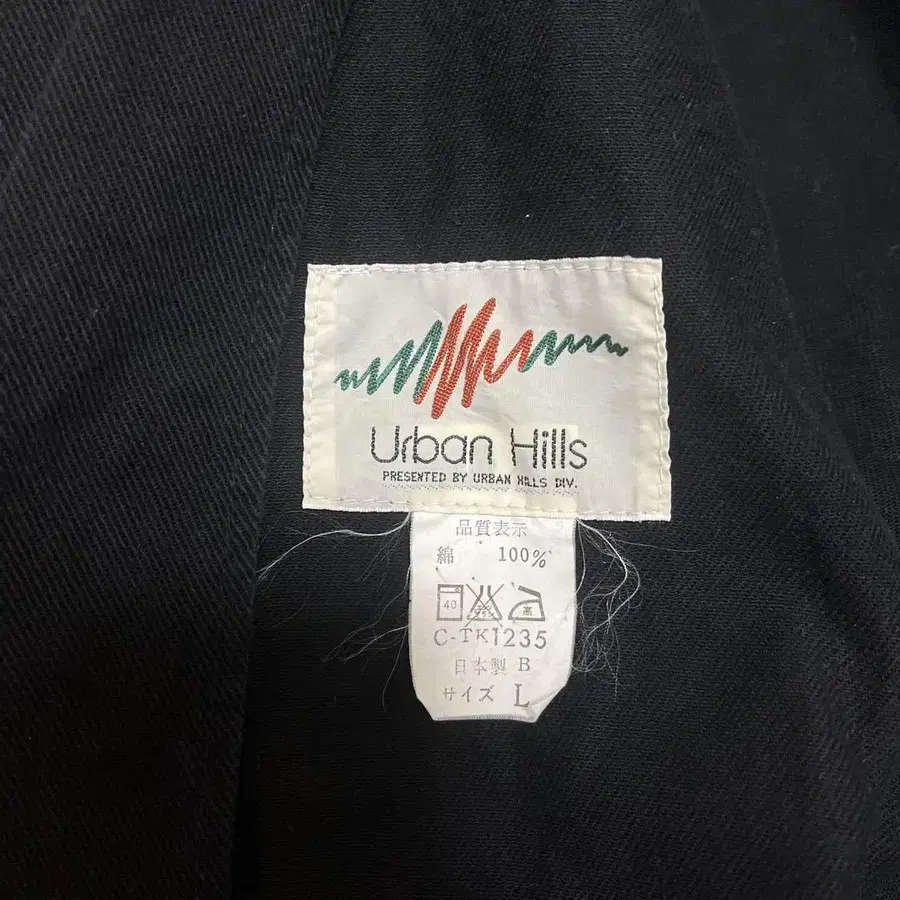 Urban Hills
PRESENTED BY URBAN HILLS DIV.
品質表示
綿 100%
40 高
C-TK1235
日本製 B
サイズ L